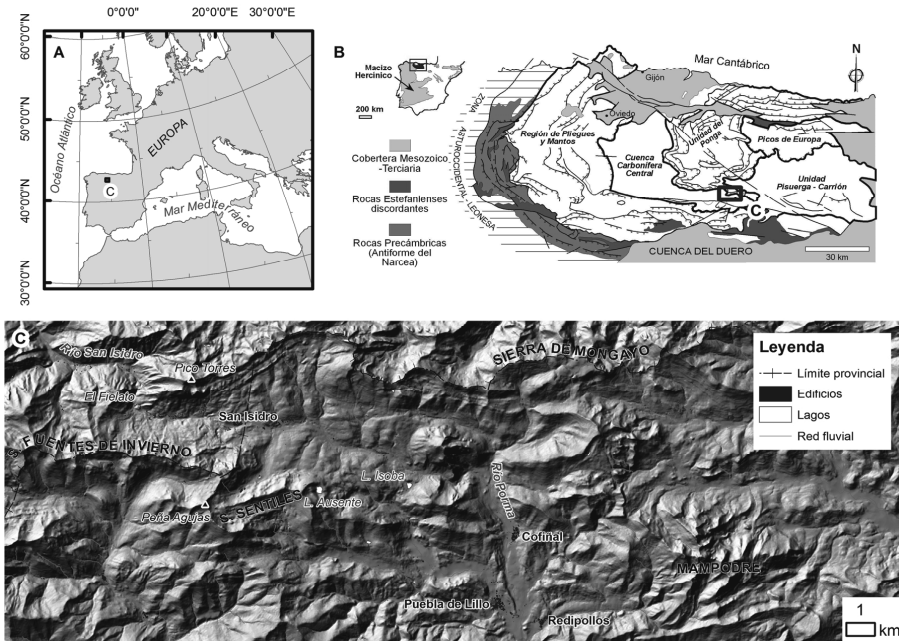 0°0'0"
20°0'0"E
30°0'0"E
60°0'0"N
50°0'0"N
40°0'0"N
30°0'0"N
A
Océano Atlántico
EUROPA
C
Mar Mediterráneo
B
Macizo
Hercínico
200 km
Cobertera Mesozoico
-Terciaria
Rocas Estefanienses
discordantes
Rocas Precámbricas
(Antiforme del
Narcea)
ZONA
ASTUROCCIDENTAL - LEONESA
Mar Cantábrico
N
Gijón
Oviedo
Región de Pliegues
y Mantos
Cuenca
Carbonífera
Central
Unidad del
Ponga
Picos de Europa
Unidad
Pisuerga - Carrión
C
CUENCA DEL DUERO
30 km
C
Río San Isidro
Pico Torres
El Fielato
San Isidro
SIERRA DE MONGAYO
S. FUENTES DE INVIERNO
Peña Agujas
S. SENTILES
L. Ausente
L. Isoba
Río Porma
Cofiñal
MAMPODRE
Puebla de Lillo
Redipollos
Leyenda
Límite provincial
Edificios
Lagos
Red fluvial
1
km